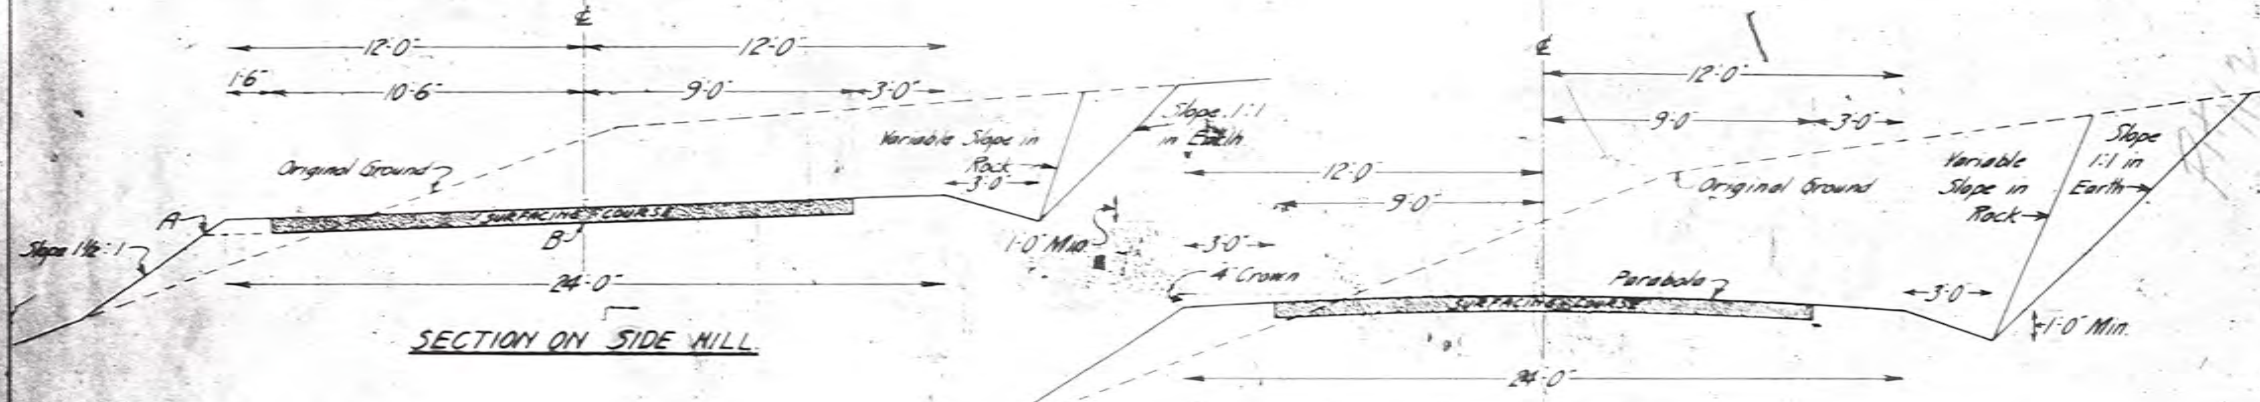 ℄
12'-0"
12'-0"
1'-6"
10'-6"
9'-0"
3'-0"
Original Ground
Variable Slope in
Rock
3'-0"
Slope 1:1
in Earth
A
SURFACING COURSE
B
Slope 1½:1
24'-0"
SECTION ON SIDE HILL
℄
12'-0"
9'-0"
3'-0"
12'-0"
9'-0"
Original Ground
Variable
Slope in
Rock
Slope
1:1 in
Earth
1'-0" Min.
3'-0"
4" Crown
Parabola
SURFACING COURSE
3'-0"
1'-0" Min.
24'-0"